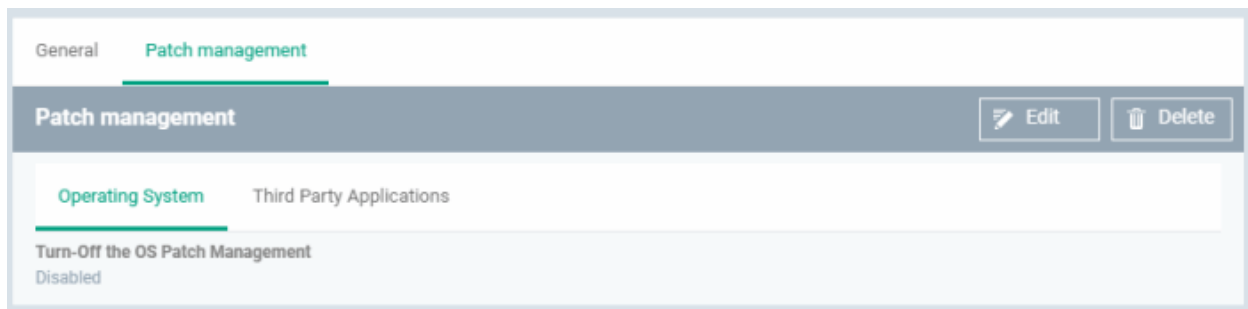 General Patch management
Patch management Edit Delete
Operating System Third Party Applications
Turn-Off the OS Patch Management
Disabled